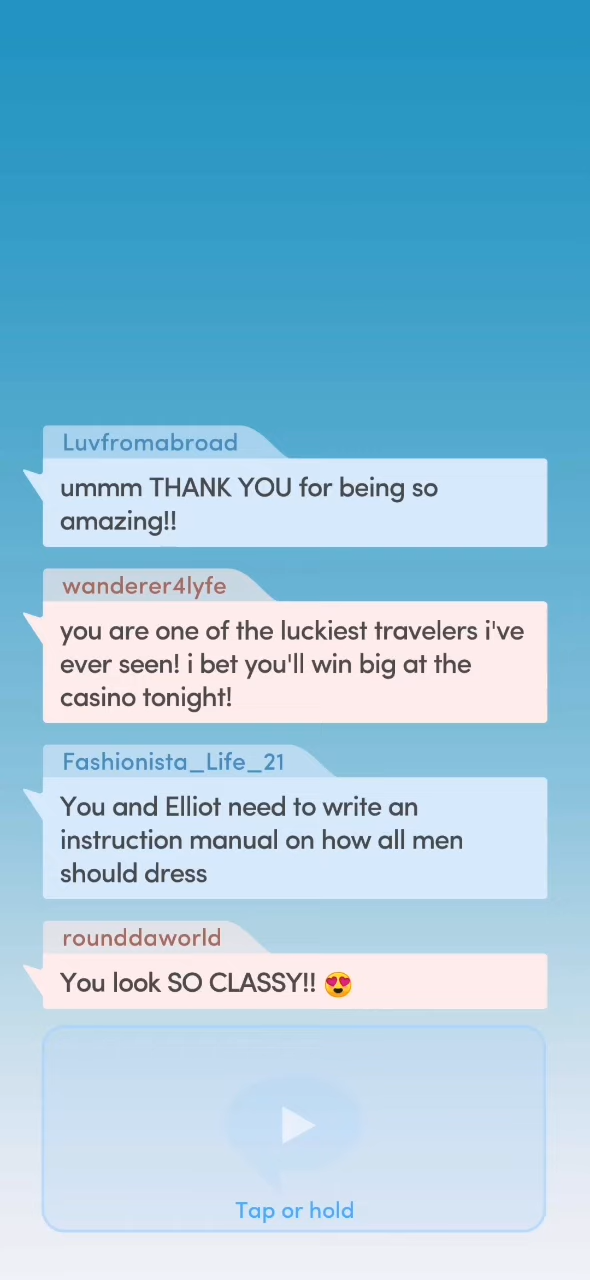 Luvfromabroad
ummm THANK YOU for being so
amazing!!
wanderer4lyfe
you are one of the luckiest travelers i've
ever seen! i bet you'll win big at the
casino tonight!
Fashionista_Life_21
You and Elliot need to write an
instruction manual on how all men
should dress
rounddaworld
You look SO CLASSY!! 😍
Tap or hold